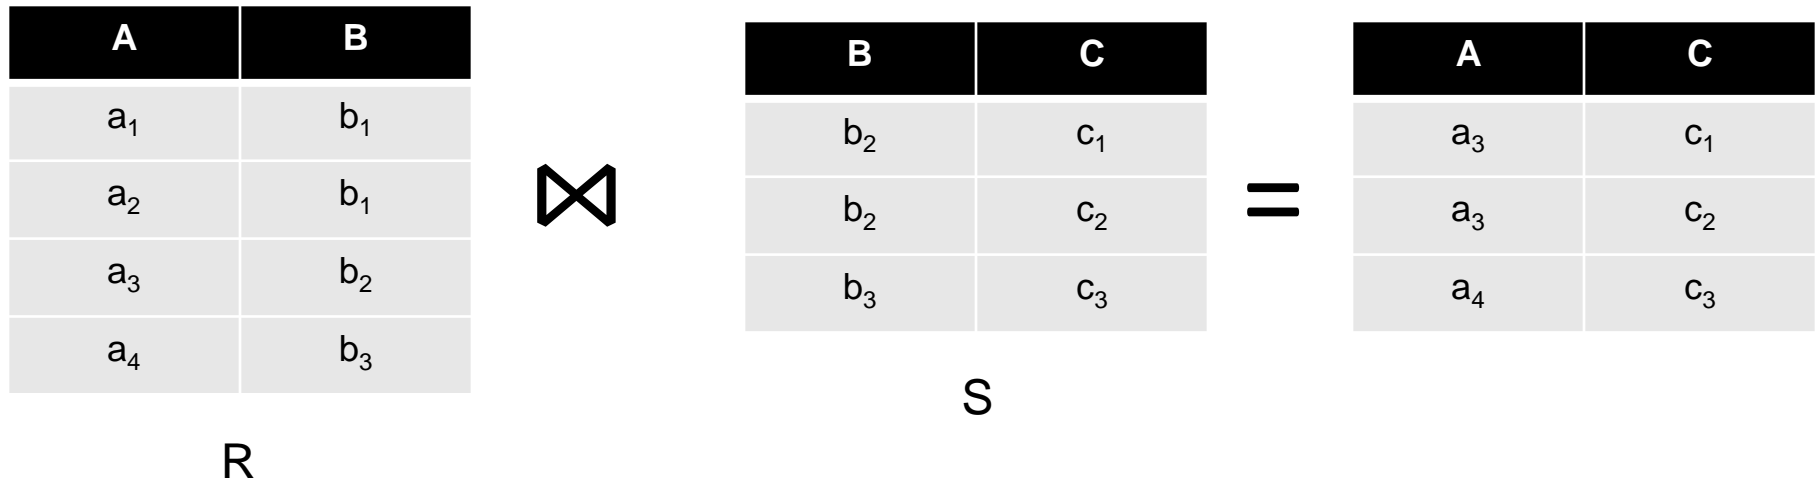 A B
a₁ b₁
a₂ b₁
a₃ b₂
a₄ b₃
R
⋈
B C
b₂ c₁
b₂ c₂
b₃ c₃
S
=
A C
a₃ c₁
a₃ c₂
a₄ c₃